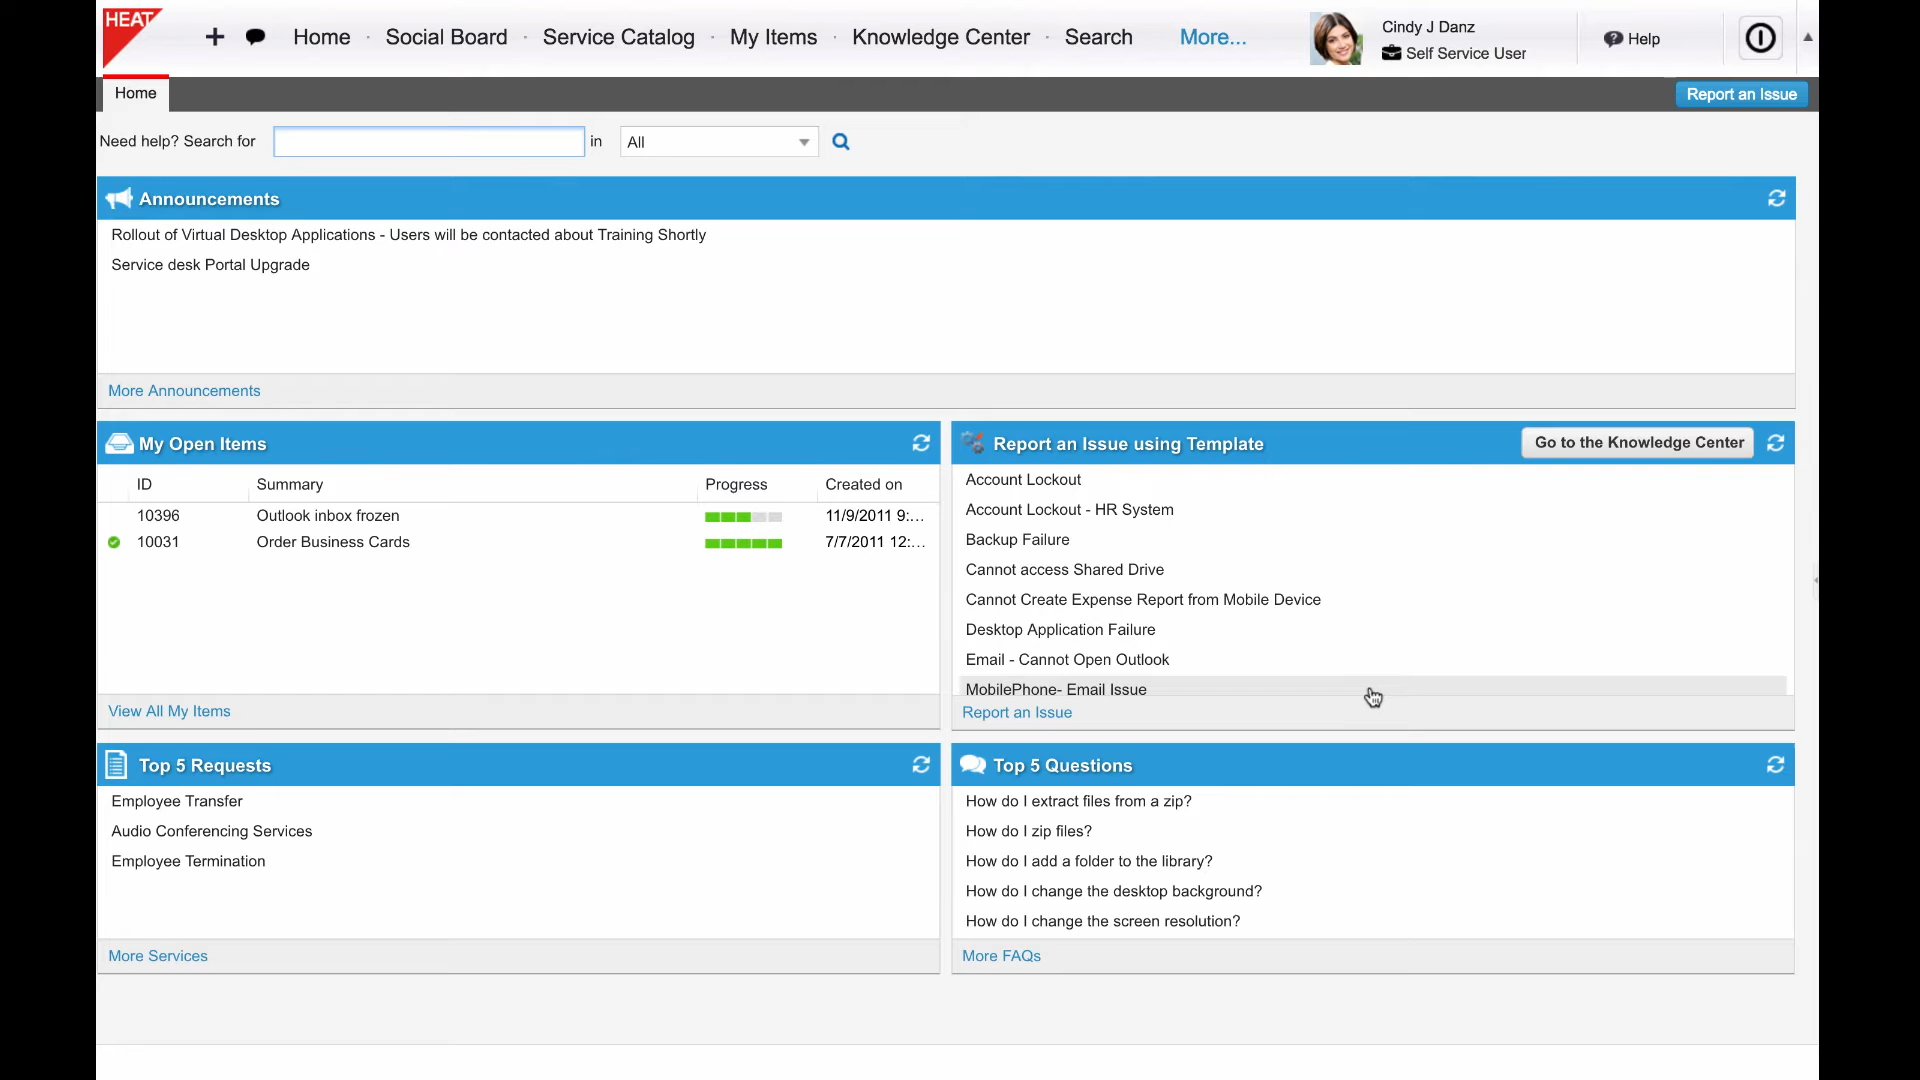 HEAT
Home · Social Board · Service Catalog · My Items · Knowledge Center · Search More...
Cindy J Danz
Self Service User
Help
Home
Report an Issue
Need help? Search for in All
Announcements
Rollout of Virtual Desktop Applications - Users will be contacted about Training Shortly
Service desk Portal Upgrade
More Announcements
My Open Items
ID Summary Progress Created on
10396 Outlook inbox frozen 11/9/2011 9:...
10031 Order Business Cards 7/7/2011 12:...
View All My Items
Report an Issue using Template Go to the Knowledge Center
Account Lockout
Account Lockout - HR System
Backup Failure
Cannot access Shared Drive
Cannot Create Expense Report from Mobile Device
Desktop Application Failure
Email - Cannot Open Outlook
MobilePhone- Email Issue
Report an Issue
Top 5 Requests
Employee Transfer
Audio Conferencing Services
Employee Termination
More Services
Top 5 Questions
How do I extract files from a zip?
How do I zip files?
How do I add a folder to the library?
How do I change the desktop background?
How do I change the screen resolution?
More FAQs